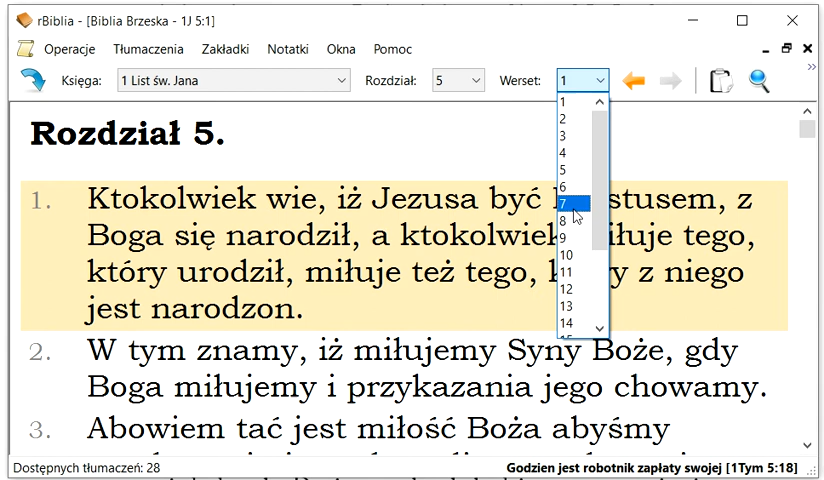 rBiblia - [Biblia Brzeska - 1J 5:1]
Operacje Tłumaczenia Zakładki Notatki Okna Pomoc
Księga: 1 List św. Jana Rozdział: 5 Werset: 1
1
2
3
4
5
6
7
8
9
10
11
12
13
14
Rozdział 5.
1. Ktokolwiek wie, iż Jezusa być stusem, z
Boga się narodził, a ktokolwiek iłuje tego,
który urodził, miłuje też tego, k y z niego
jest narodzon.
2. W tym znamy, iż miłujemy Syny Boże, gdy
Boga miłujemy i przykazania jego chowamy.
3. Abowiem tać jest miłość Boża abyśmy
Dostępnych tłumaczeń: 28 Godzien jest robotnik zapłaty swojej [1Tym 5:18]